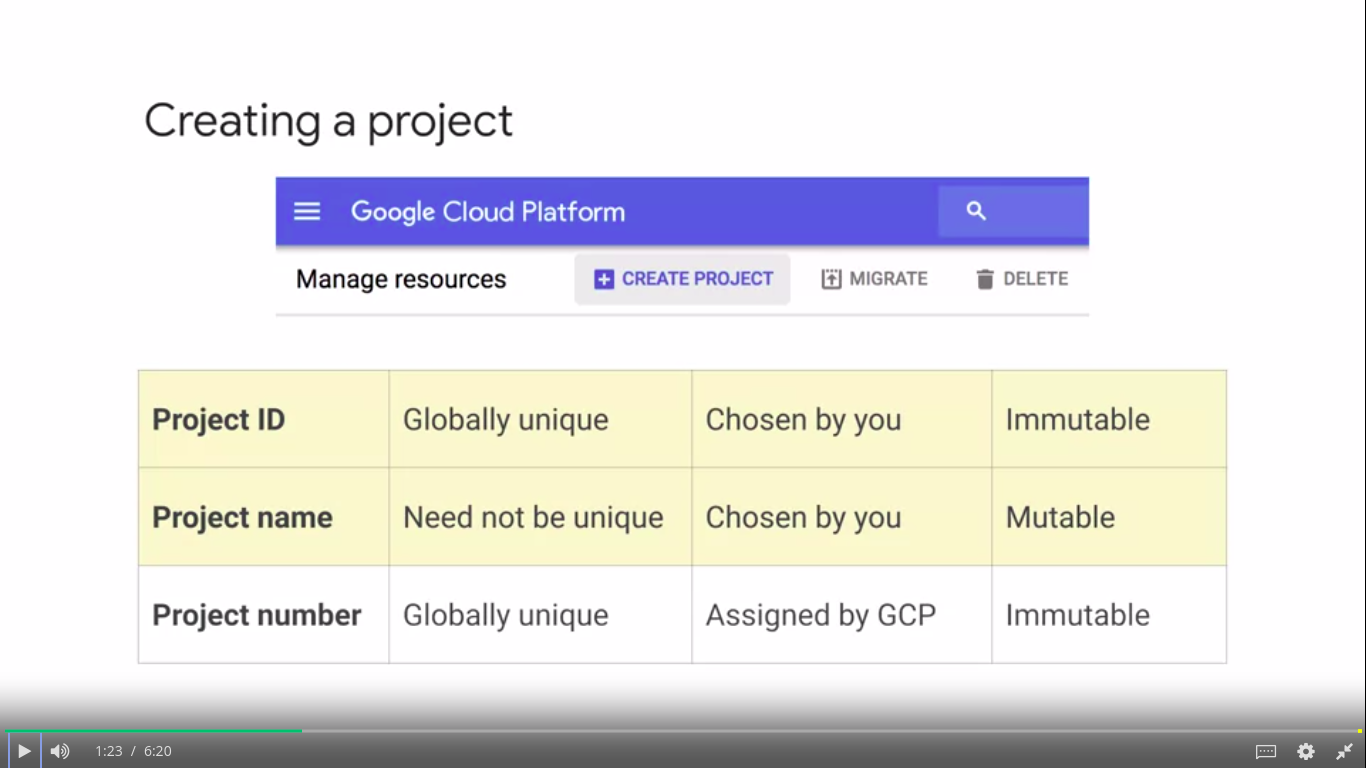 Creating a project
Google Cloud Platform
Manage resources CREATE PROJECT MIGRATE DELETE
Project ID Globally unique Chosen by you Immutable
Project name Need not be unique Chosen by you Mutable
Project number Globally unique Assigned by GCP Immutable
1:23 / 6:20